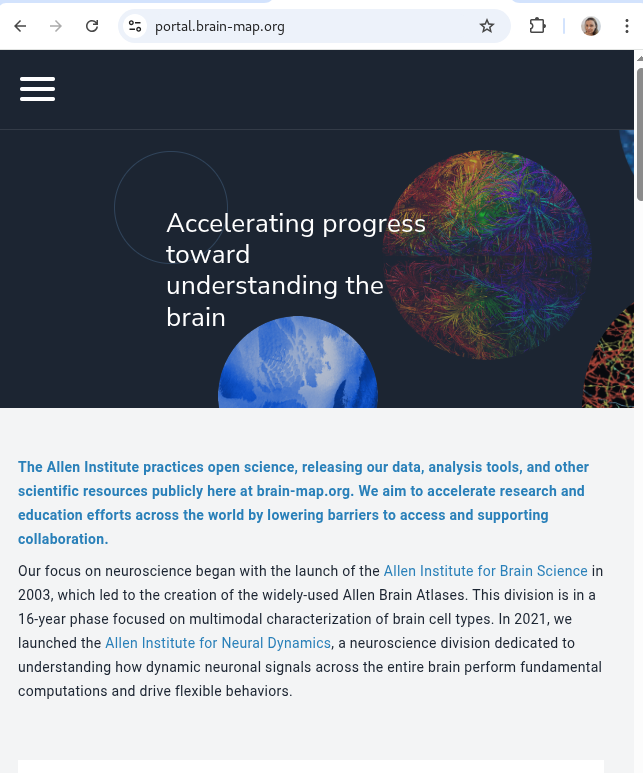 portal.brain-map.org
Accelerating progress
toward
understanding the
brain
The Allen Institute practices open science, releasing our data, analysis tools, and other
scientific resources publicly here at brain-map.org. We aim to accelerate research and
education efforts across the world by lowering barriers to access and supporting
collaboration.
Our focus on neuroscience began with the launch of the Allen Institute for Brain Science in
2003, which led to the creation of the widely-used Allen Brain Atlases. This division is in a
16-year phase focused on multimodal characterization of brain cell types. In 2021, we
launched the Allen Institute for Neural Dynamics, a neuroscience division dedicated to
understanding how dynamic neuronal signals across the entire brain perform fundamental
computations and drive flexible behaviors.